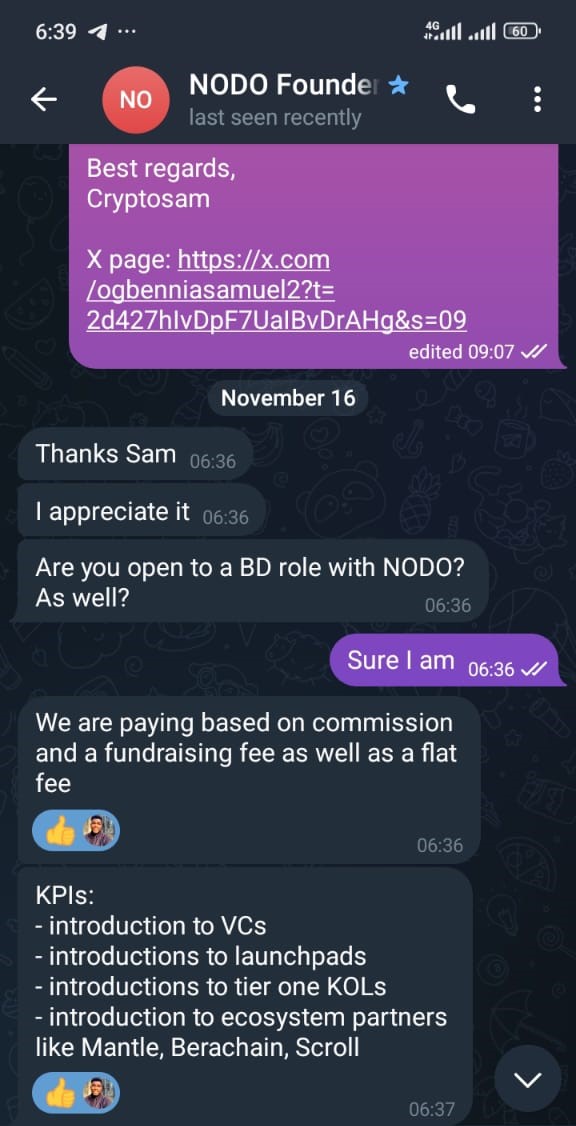 6:39
4G
60
NO
NODO Founder
last seen recently
Best regards,
Cryptosam
X page: https://x.com
/ogbenniasamuel2?t=
2d427hIvDpF7UaIBvDrAHg&s=09
edited 09:07
November 16
Thanks Sam 06:36
I appreciate it 06:36
Are you open to a BD role with NODO?
As well?
06:36
Sure I am 06:36
We are paying based on commission
and a fundraising fee as well as a flat
fee
06:36
KPIs:
- introduction to VCs
- introductions to launchpads
- introductions to tier one KOLs
- introduction to ecosystem partners
like Mantle, Berachain, Scroll
06:37